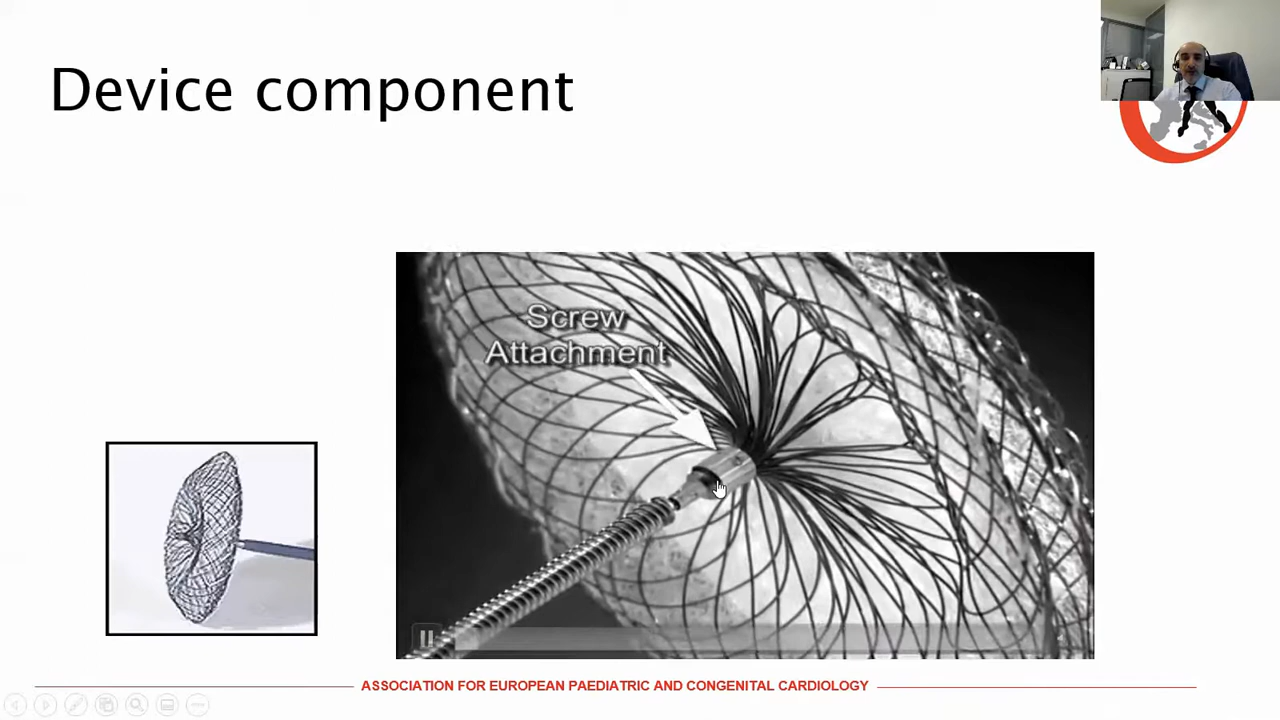 Device component
Screw
Attachment
ASSOCIATION FOR EUROPEAN PAEDIATRIC AND CONGENITAL CARDIOLOGY